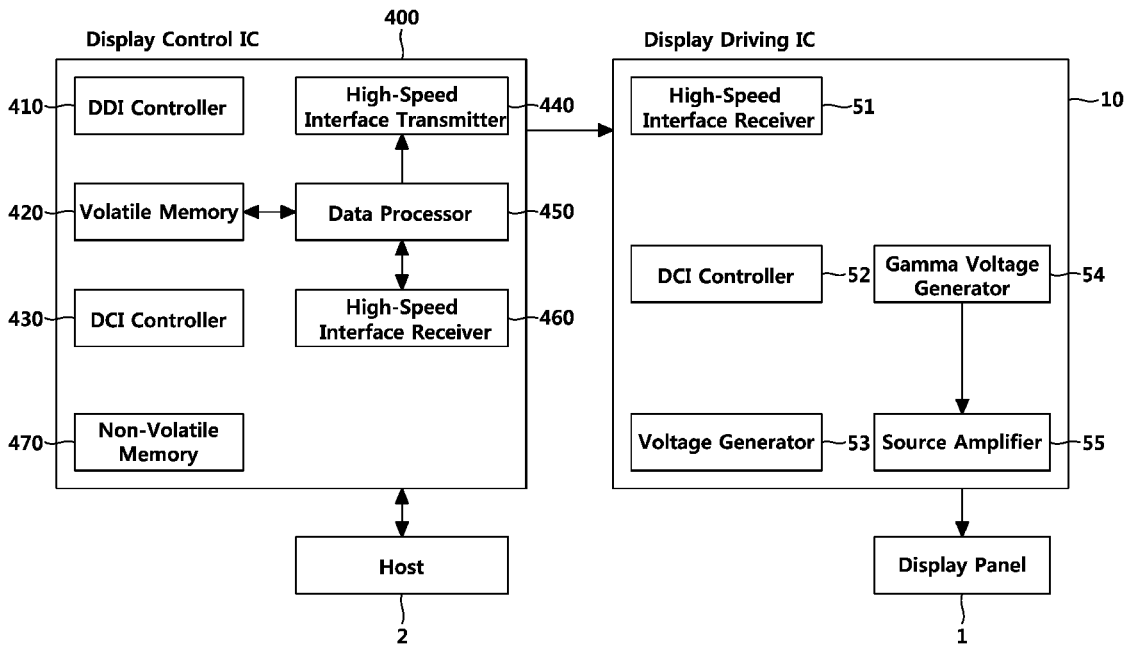 400
Display Control IC
Display Driving IC
410
DDI Controller
High-Speed
Interface Transmitter
440
High-Speed
Interface Receiver
51
10
420
Volatile Memory
Data Processor
450
DCI Controller
52
Gamma Voltage
Generator
54
430
DCI Controller
High-Speed
Interface Receiver
460
470
Non-Volatile
Memory
Voltage Generator
53
Source Amplifier
55
Host
Display Panel
2
1